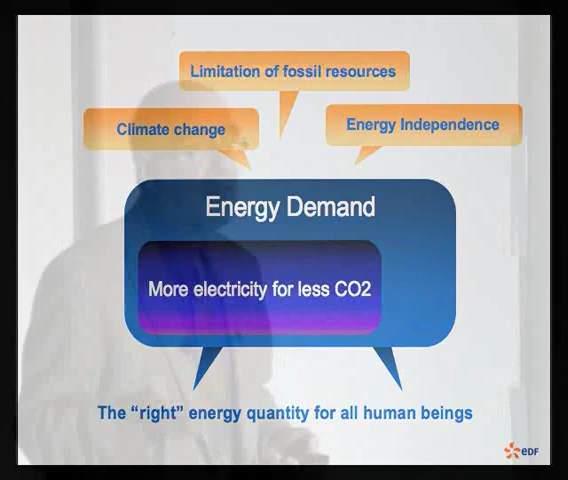 Limitation of fossil resources
Climate change
Energy Independence
Energy Demand
More electricity for less CO2
The “right” energy quantity for all human beings
eDF